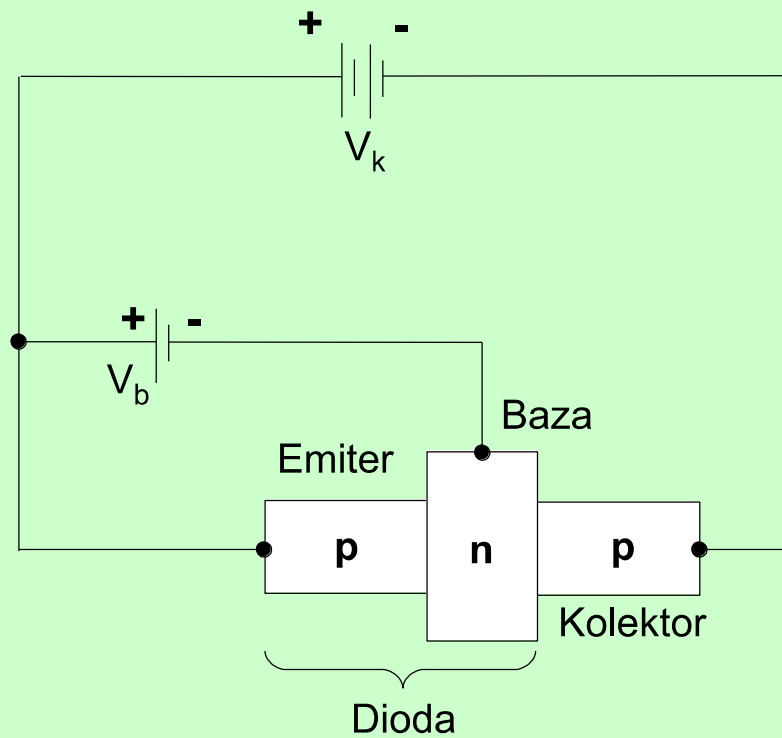 + -
Vk
+ -
Vb
Baza
Emiter
p n p
Kolektor
Dioda